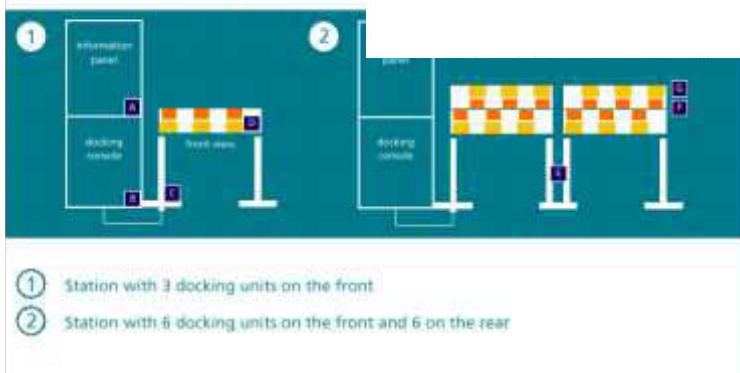 1
2
information
panel
panel
A
G
F
D
docking
console
front view
docking
console
B
C
1 Station with 3 docking units on the front
2 Station with 6 docking units on the front and 6 on the rear